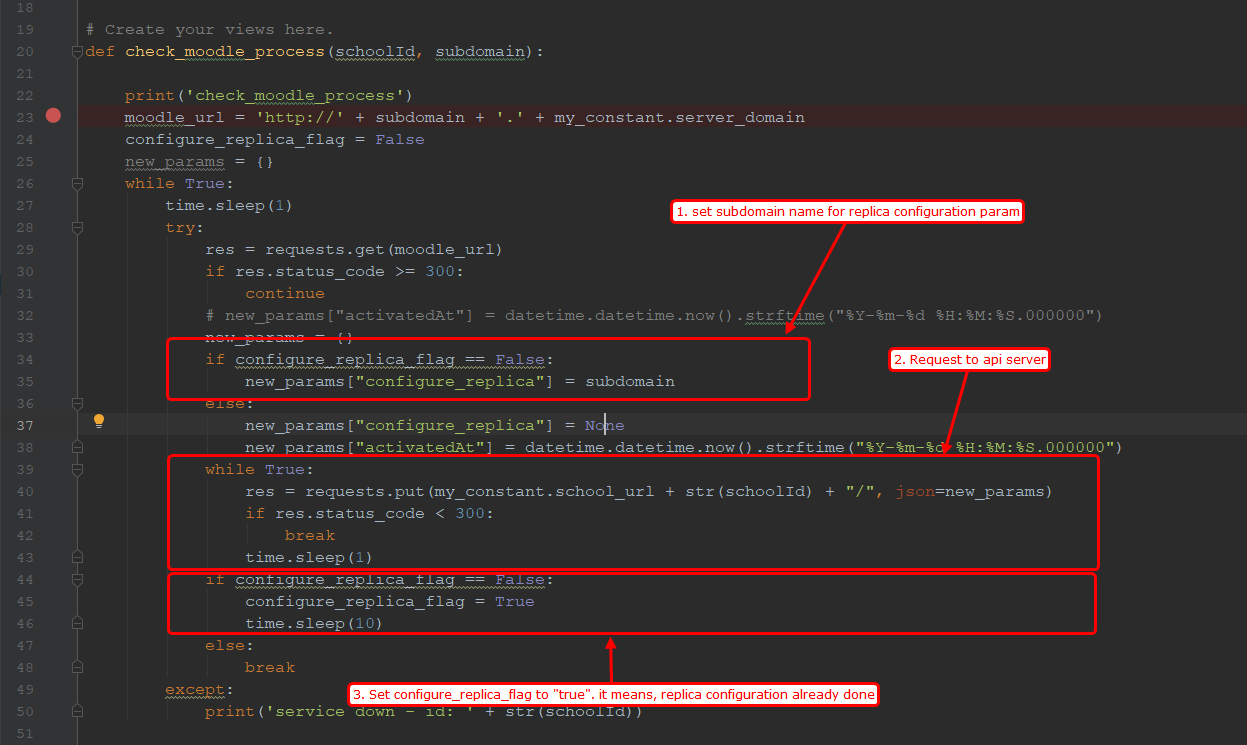 18
19 # Create your views here.
20 def check_moodle_process(schoolId, subdomain):
21
22 print('check_moodle_process')
23 moodle_url = 'http://' + subdomain + '.' + my_constant.server_domain
24 configure_replica_flag = False
25 new_params = {}
26 while True:
27 time.sleep(1)
1. set subdomain name for replica configuration param
28 try:
29 res = requests.get(moodle_url)
30 if res.status_code >= 300:
31 continue
32 # new_params["activatedAt"] = datetime.datetime.now().strftime("%Y-%m-%d %H:%M:%S.000000")
33 new_params = {}
34 if configure_replica_flag == False:
2. Request to api server
35 new_params["configure_replica"] = subdomain
36 else:
37 new_params["configure_replica"] = None
38 new_params["activatedAt"] = datetime.datetime.now().strftime("%Y-%m-%d %H:%M:%S.000000")
39 while True:
40 res = requests.put(my_constant.school_url + str(schoolId) + "/", json=new_params)
41 if res.status_code < 300:
42 break
43 time.sleep(1)
44 if configure_replica_flag == False:
45 configure_replica_flag = True
46 time.sleep(10)
47 else:
48 break
49 except:
3. Set configure_replica_flag to "true". it means, replica configuration already done
50 print('service down - id: ' + str(schoolId))
51